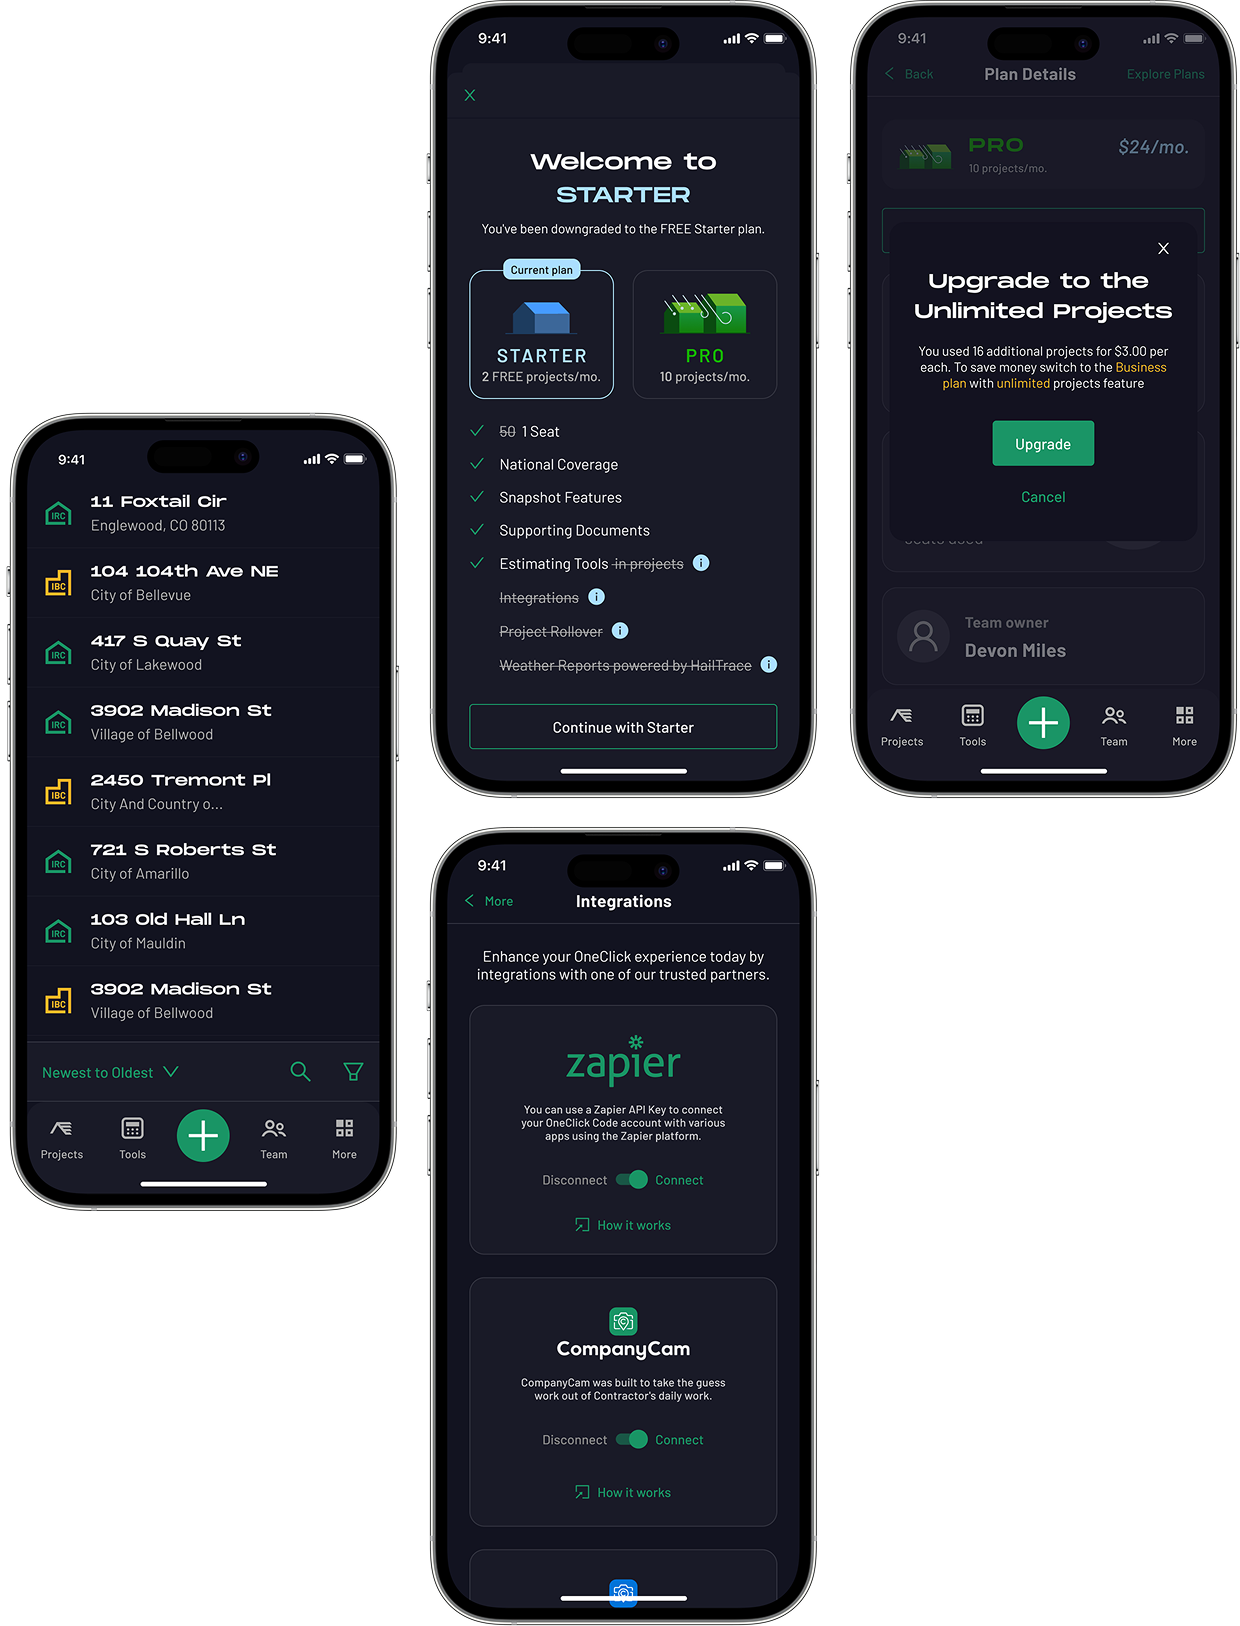 9:41
11 Foxtail Cir
IRC
Englewood, CO 80113
104 104th Ave NE
IBC
City of Bellevue
417 S Quay St
IRC
City of Lakewood
3902 Madison St
IRC
Village of Bellwood
2450 Tremont Pl
IBC
City And Country o...
721 S Roberts St
IRC
City of Amarillo
103 Old Hall Ln
IRC
City of Mauldin
3902 Madison St
IBC
Village of Bellwood
Newest to Oldest
Projects Tools Team More
9:41
X
Welcome to
STARTER
You've been downgraded to the FREE Starter plan.
Current plan
STARTER
2 FREE projects/mo.
PRO
10 projects/mo.
50 1 Seat
National Coverage
Snapshot Features
Supporting Documents
Estimating Tools in projects i
Integrations i
Project Rollover i
Weather Reports powered by HailTrace i
Continue with Starter
9:41
Back Plan Details Explore Plans
PRO
$24/mo.
10 projects/mo.
X
Upgrade to the
Unlimited Projects
You used 16 additional projects for $3.00 per
each. To save money switch to the Business
plan with unlimited projects feature
Upgrade
Cancel
seats used
Team owner
Devon Miles
Projects Tools Team More
9:41
More Integrations
Enhance your OneClick experience today by
integrations with one of our trusted partners.
zapier
You can use a Zapier API Key to connect
your OneClick Code account with various
apps using the Zapier platform.
Disconnect Connect
How it works
CompanyCam
CompanyCam was built to take the guess
work out of Contractor's daily work.
Disconnect Connect
How it works